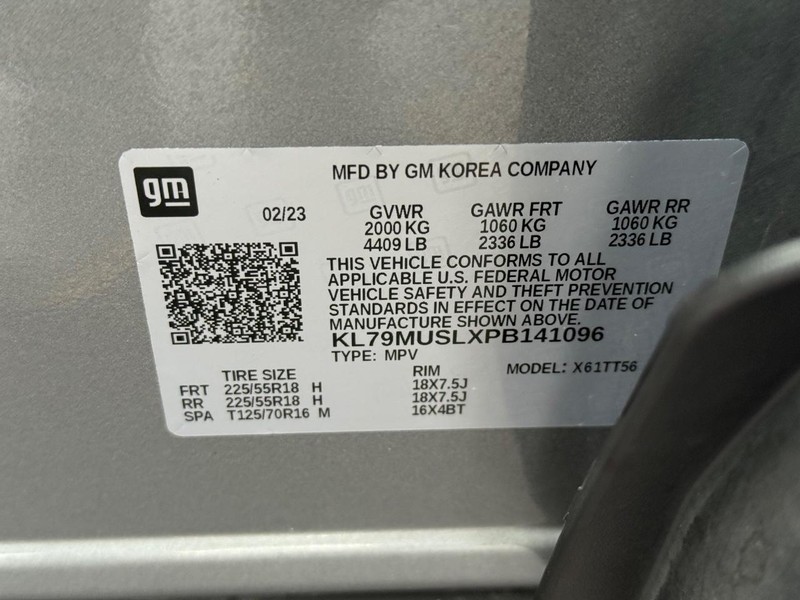 gm
MFD BY GM KOREA COMPANY
02/23 GVWR GAWR FRT GAWR RR
2000 KG 1060 KG 1060 KG
4409 LB 2336 LB 2336 LB
THIS VEHICLE CONFORMS TO ALL
APPLICABLE U.S. FEDERAL MOTOR
VEHICLE SAFETY AND THEFT PREVENTION
STANDARDS IN EFFECT ON THE DATE OF
MANUFACTURE SHOWN ABOVE.
KL79MUSLXPB141096
TYPE: MPV MODEL: X61TT56
TIRE SIZE RIM
FRT 225/55R18 H 18X7.5J
RR 225/55R18 H 18X7.5J
SPA T125/70R16 M 16X4BT